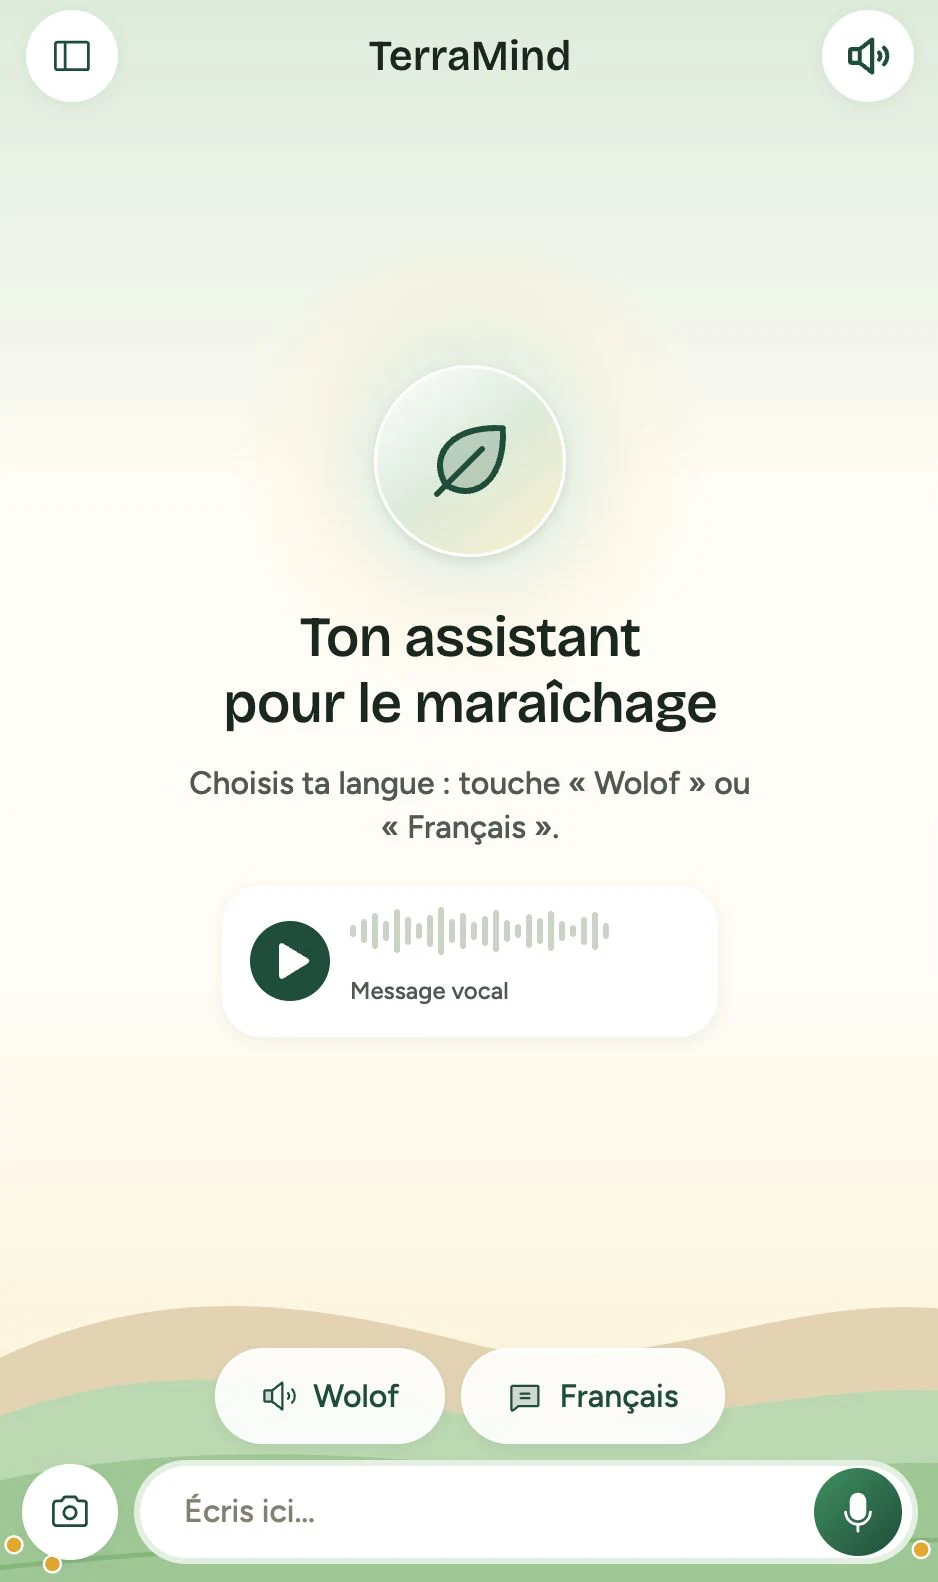 TerraMind
Ton assistant
pour le maraîchage
Choisis ta langue : touche « Wolof » ou
« Français ».
Message vocal
Wolof
Français
Écris ici...